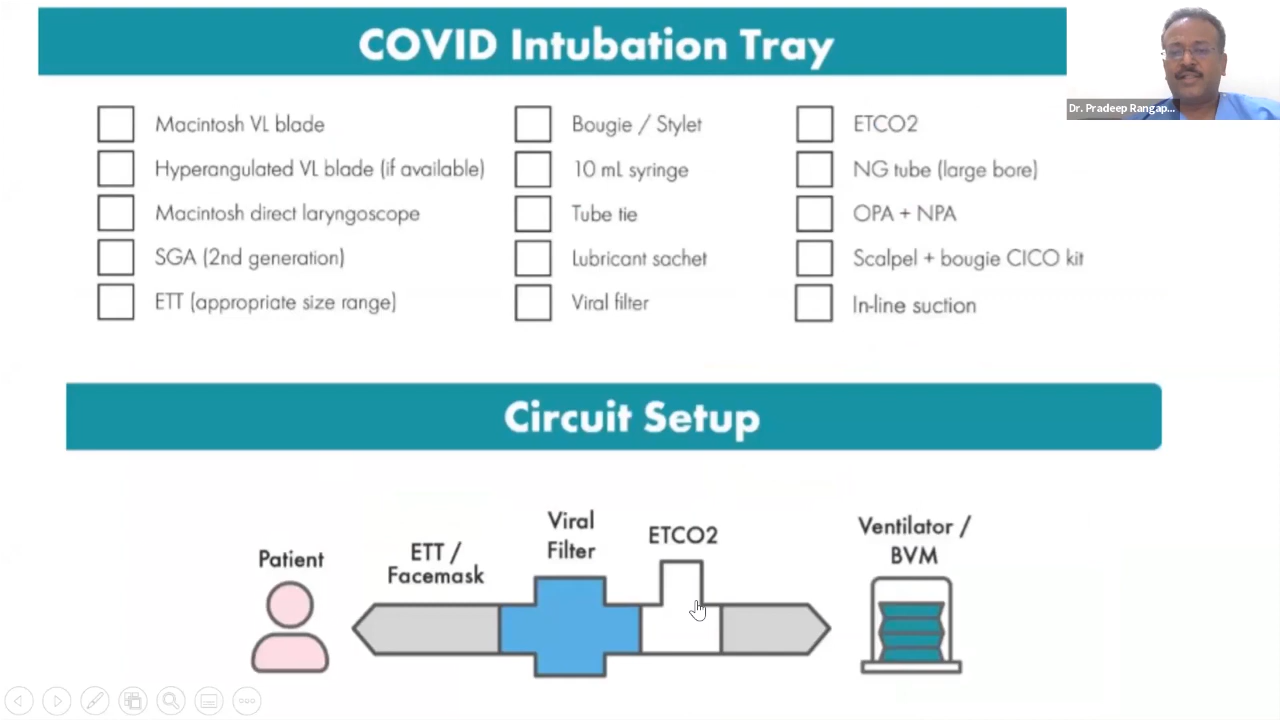 COVID Intubation Tray
Dr. Pradeep Rangap...
Macintosh VL blade
Hyperangulated VL blade (if available)
Macintosh direct laryngoscope
SGA (2nd generation)
ETT (appropriate size range)
Bougie / Stylet
10 mL syringe
Tube tie
Lubricant sachet
Viral filter
ETCO2
NG tube (large bore)
OPA + NPA
Scalpel + bougie CICO kit
In-line suction
Circuit Setup
Patient
ETT /
Facemask
Viral
Filter
ETCO2
Ventilator /
BVM